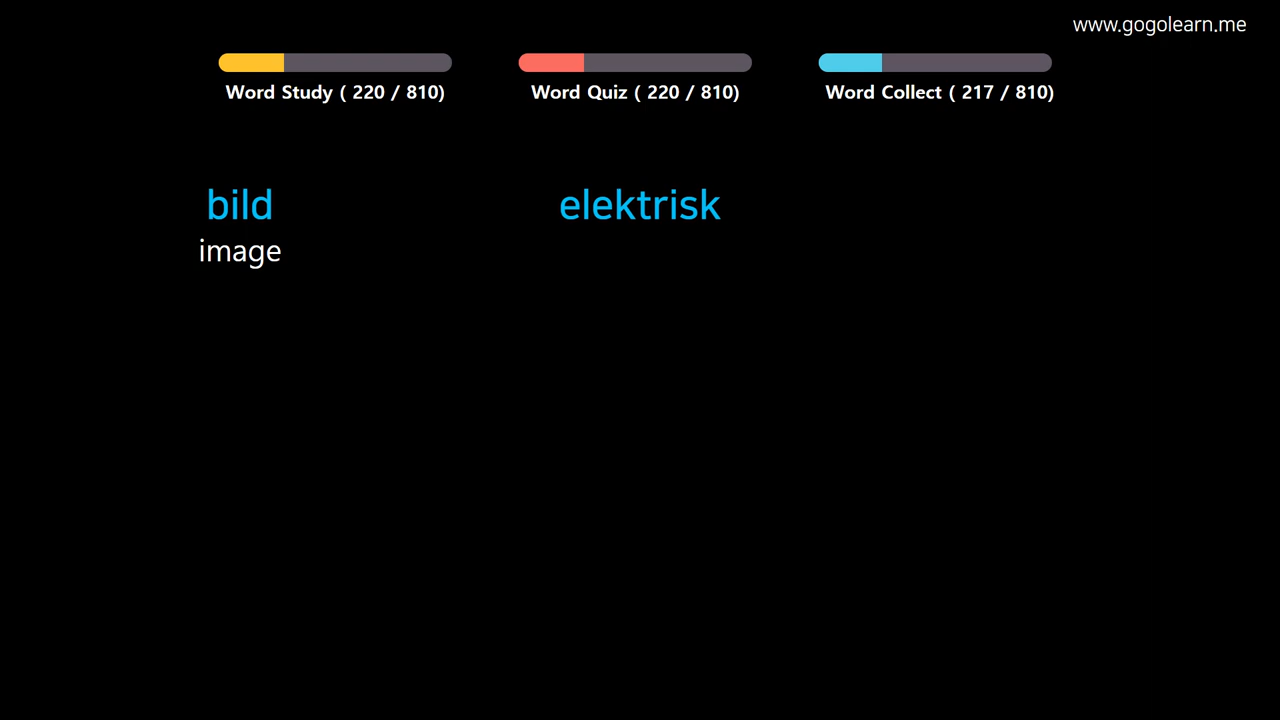 www.gogolearn.me
Word Study ( 220 / 810)
Word Quiz ( 220 / 810)
Word Collect ( 217 / 810)
bild
image
elektrisk